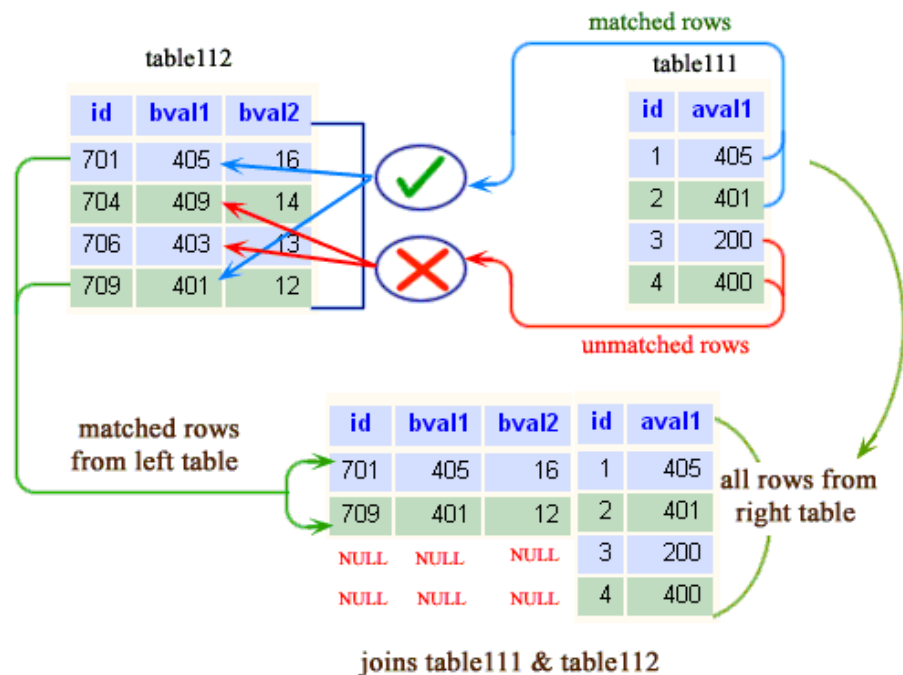 matched rows
table112
table111
id bval1 bval2
id aval1
701 405 16
1 405
704 409 14
2 401
706 403 13
3 200
709 401 12
4 400
unmatched rows
matched rows
from left table
id bval1 bval2 id aval1
701 405 16 1 405
709 401 12 2 401
NULL NULL NULL 3 200
NULL NULL NULL 4 400
all rows from
right table
joins table111 & table112